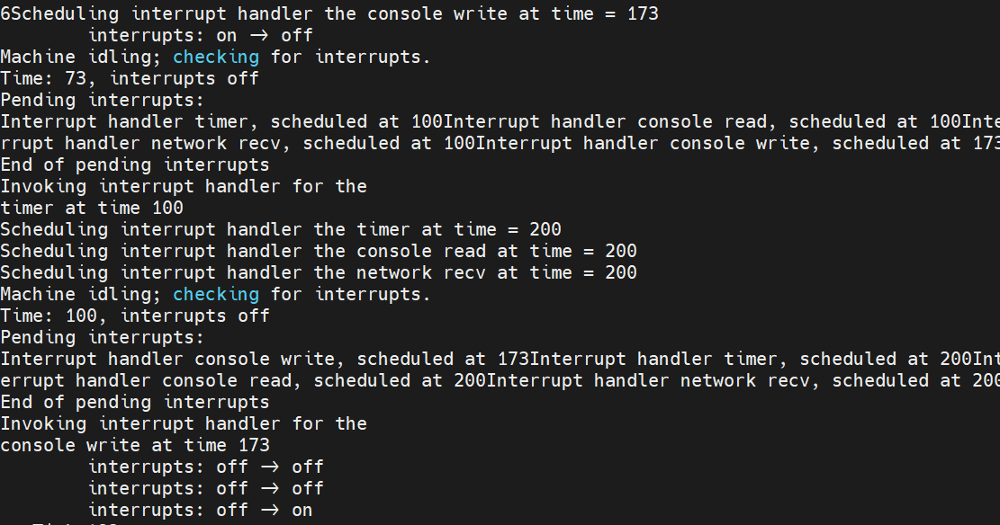 6Scheduling interrupt handler the console write at time = 173
interrupts: on → off
Machine idling; checking for interrupts.
Time: 73, interrupts off
Pending interrupts:
Interrupt handler timer, scheduled at 100Interrupt handler console read, scheduled at 100Inte
rrupt handler network recv, scheduled at 100Interrupt handler console write, scheduled at 173
End of pending interrupts
Invoking interrupt handler for the
timer at time 100
Scheduling interrupt handler the timer at time = 200
Scheduling interrupt handler the console read at time = 200
Scheduling interrupt handler the network recv at time = 200
Machine idling; checking for interrupts.
Time: 100, interrupts off
Pending interrupts:
Interrupt handler console write, scheduled at 173Interrupt handler timer, scheduled at 200Int
errupt handler console read, scheduled at 200Interrupt handler network recv, scheduled at 200
End of pending interrupts
Invoking interrupt handler for the
console write at time 173
interrupts: off → off
interrupts: off → off
interrupts: off → on